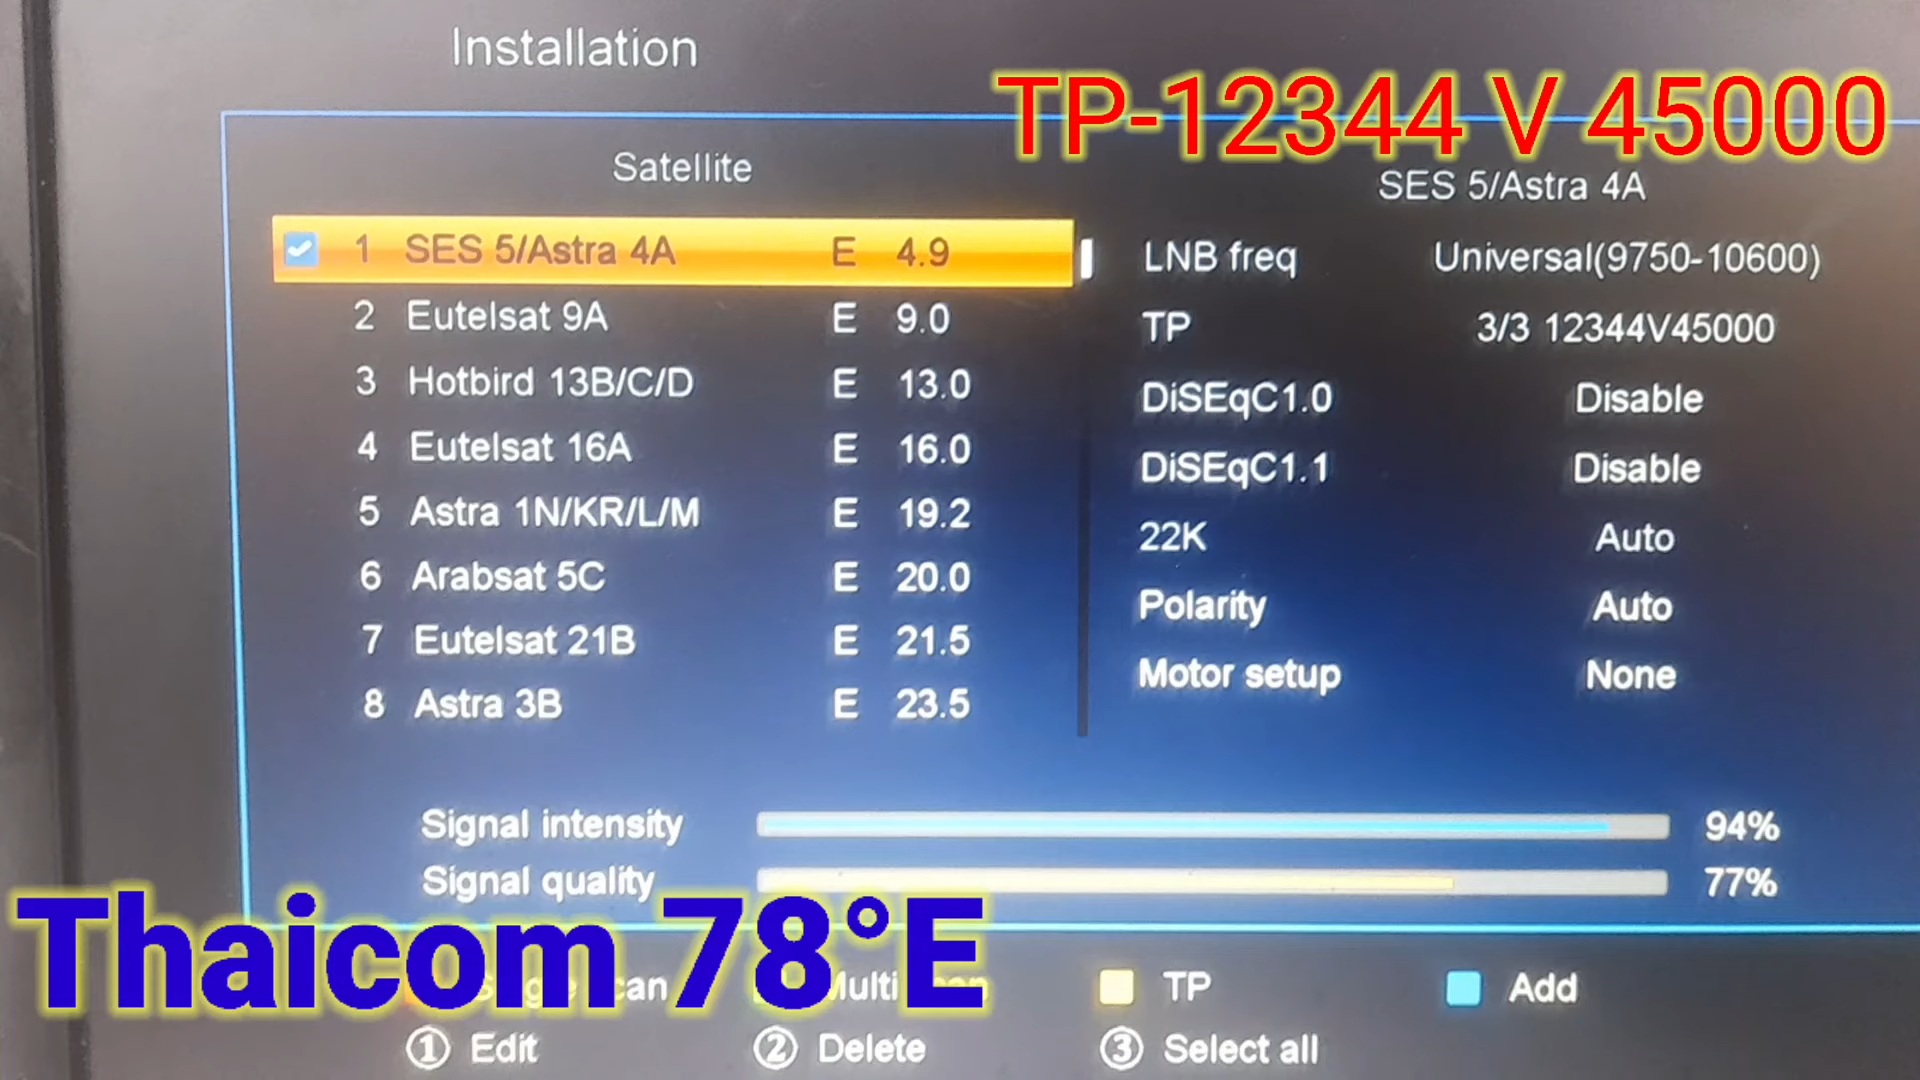 Installation
TP-12344 V 45000
Satellite
SES 5/Astra 4A
1 SES 5/Astra 4A E 4.9
2 Eutelsat 9A E 9.0
3 Hotbird 13B/C/D E 13.0
4 Eutelsat 16A E 16.0
5 Astra 1N/KR/L/M E 19.2
6 Arabsat 5C E 20.0
7 Eutelsat 21B E 21.5
8 Astra 3B E 23.5
LNB freq Universal(9750-10600)
TP 3/3 12344V45000
DiSEqC1.0 Disable
DiSEqC1.1 Disable
22K Auto
Polarity Auto
Motor setup None
Signal intensity 94%
Signal quality 77%
Thaicom 78°E
TP Add
① Edit ② Delete ③ Select all